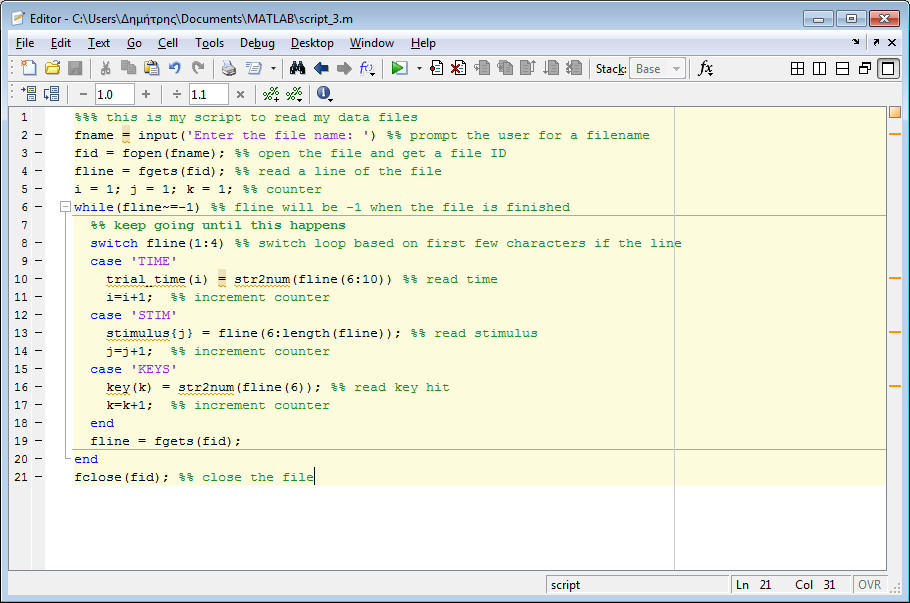 Editor - C:\Users\Δημήτρης\Documents\MATLAB\script_3.m
File Edit Text Go Cell Tools Debug Desktop Window Help
Stack: Base fx
− 1.0 + ÷ 1.1 ×
1 %%% this is my script to read my data files
2 – fname = input('Enter the file name: ') %% prompt the user for a filename
3 – fid = fopen(fname); %% open the file and get a file ID
4 – fline = fgets(fid); %% read a line of the file
5 – i = 1; j = 1; k = 1; %% counter
6 – while(fline~=-1) %% fline will be -1 when the file is finished
7 %% keep going until this happens
8 – switch fline(1:4) %% switch loop based on first few characters if the line
9 – case 'TIME'
10 – trial_time(i) = str2num(fline(6:10)) %% read time
11 – i=i+1; %% increment counter
12 – case 'STIM'
13 – stimulus{j} = fline(6:length(fline)); %% read stimulus
14 – j=j+1; %% increment counter
15 – case 'KEYS'
16 – key(k) = str2num(fline(6)); %% read key hit
17 – k=k+1; %% increment counter
18 – end
19 – fline = fgets(fid);
20 – end
21 – fclose(fid); %% close the file
script Ln 21 Col 31 OVR